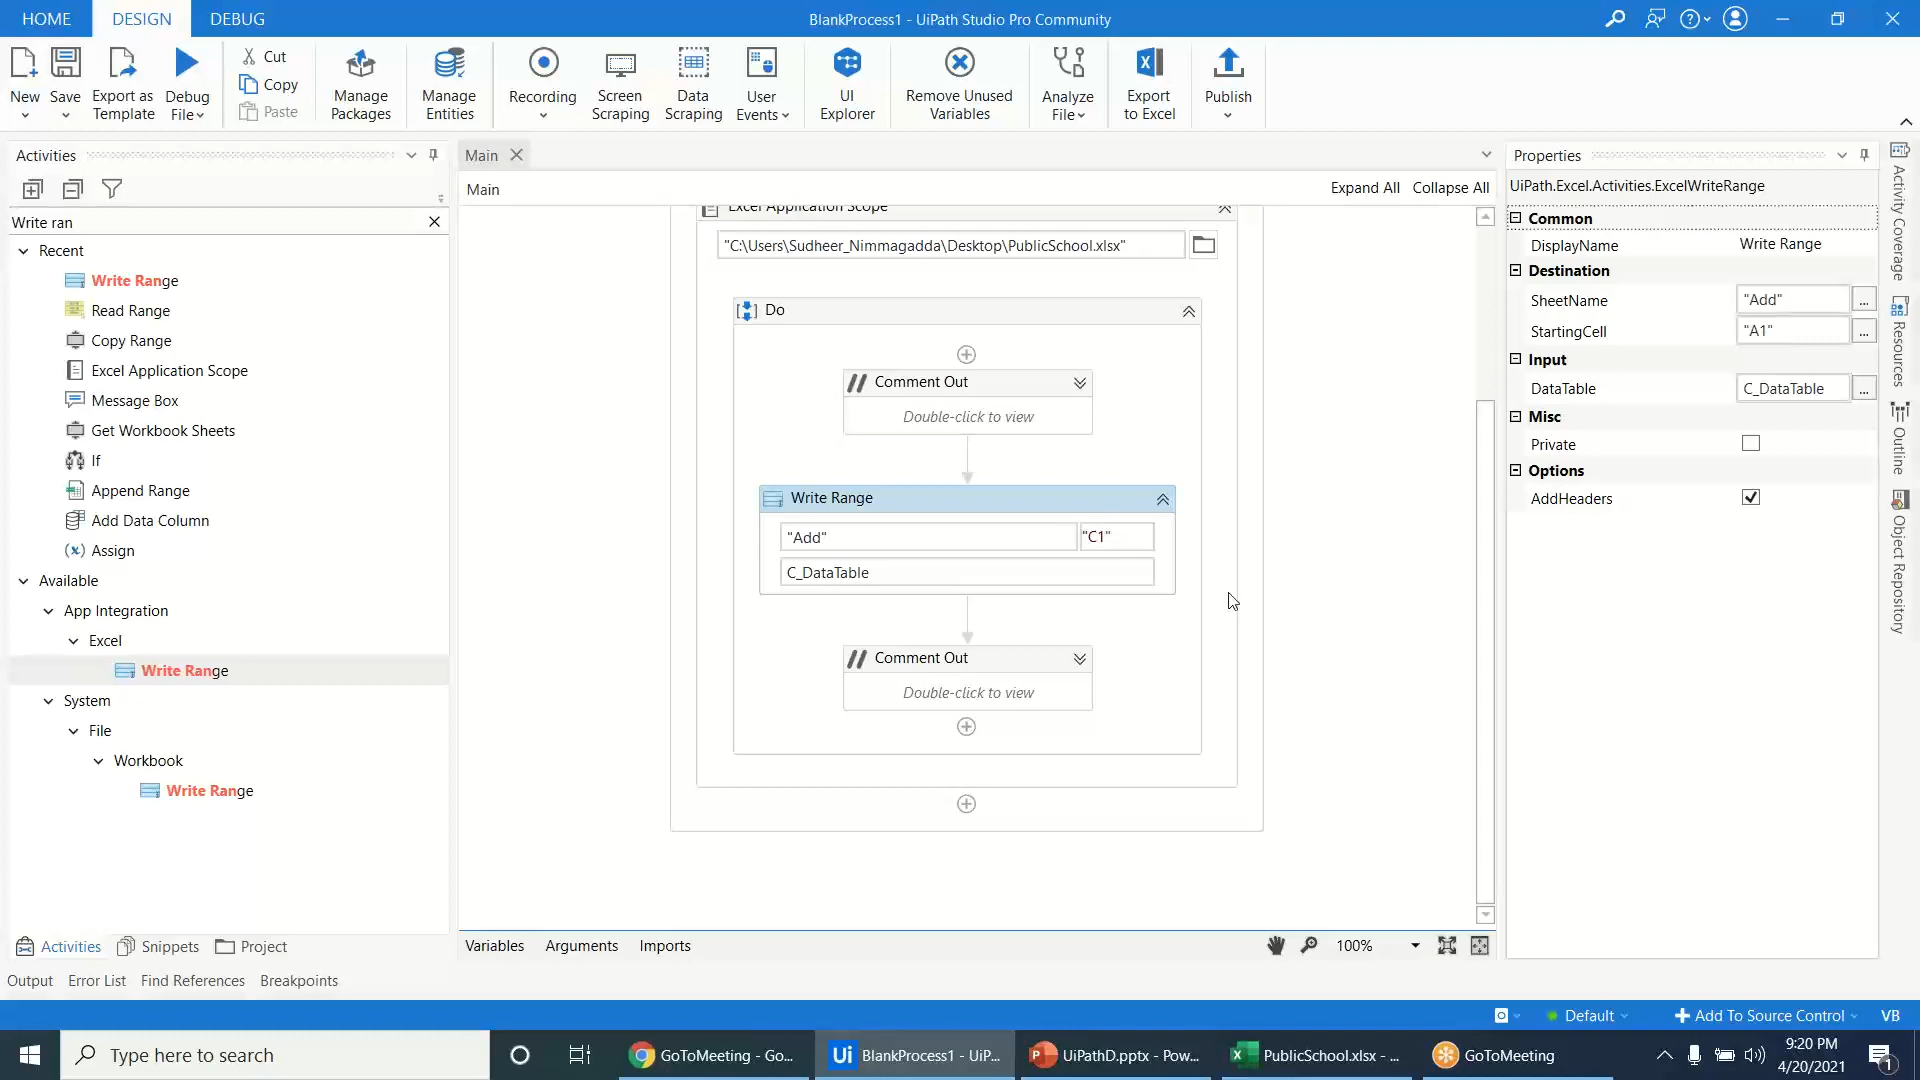 HOME DESIGN DEBUG
BlankProcess1 - UiPath Studio Pro Community
New
Save
Export as Template
Debug File
Cut
Copy
Paste
Manage Packages
Manage Entities
Recording
Screen Scraping
Data Scraping
User Events
UI Explorer
Remove Unused Variables
Analyze File
Export to Excel
Publish
Activities
Write ran
Recent
Write Range
Read Range
Copy Range
Excel Application Scope
Message Box
Get Workbook Sheets
If
Append Range
Add Data Column
Assign
Available
App Integration
Excel
Write Range
System
File
Workbook
Write Range
Activities Snippets Project
Main
Main
Expand All Collapse All
Excel Application Scope
"C:\Users\Sudheer_Nimmagadda\Desktop\PublicSchool.xlsx"
Do
// Comment Out
Double-click to view
Write Range
"Add" "C1"
C_DataTable
// Comment Out
Double-click to view
Variables Arguments Imports
100%
Properties
UiPath.Excel.Activities.ExcelWriteRange
Common
DisplayName Write Range
Destination
SheetName "Add" ...
StartingCell "A1" ...
Input
DataTable C_DataTable ...
Misc
Private
Options
AddHeaders
Activity Coverage
Resources
Outline
Object Repository
Output Error List Find References Breakpoints
Default
Add To Source Control
VB
Type here to search
GoToMeeting - Go...
Ui BlankProcess1 - UiP...
UiPathD.pptx - Pow...
PublicSchool.xlsx - ...
GoToMeeting
9:20 PM
4/20/2021
1